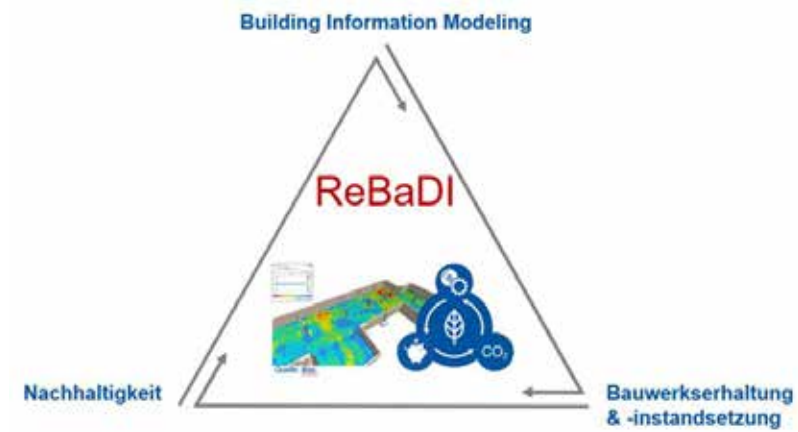 Building Information Modeling
ReBaDI
CO₂
Nachhaltigkeit
Bauwerkserhaltung
& -instandsetzung